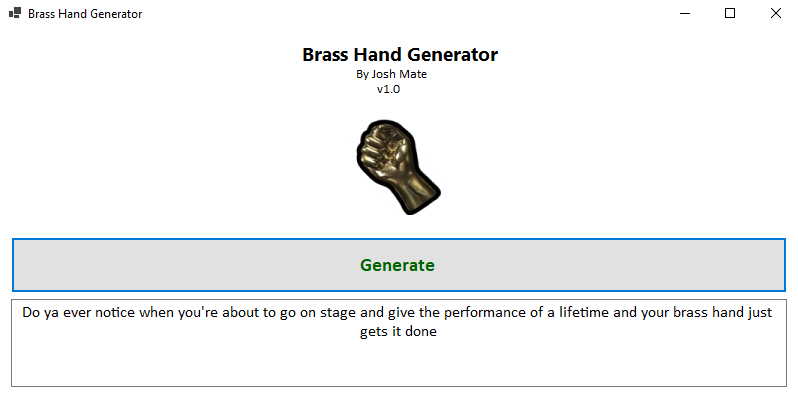 Brass Hand Generator
Brass Hand Generator
By Josh Mate
v1.0
Generate
Do ya ever notice when you're about to go on stage and give the performance of a lifetime and your brass hand just
gets it done